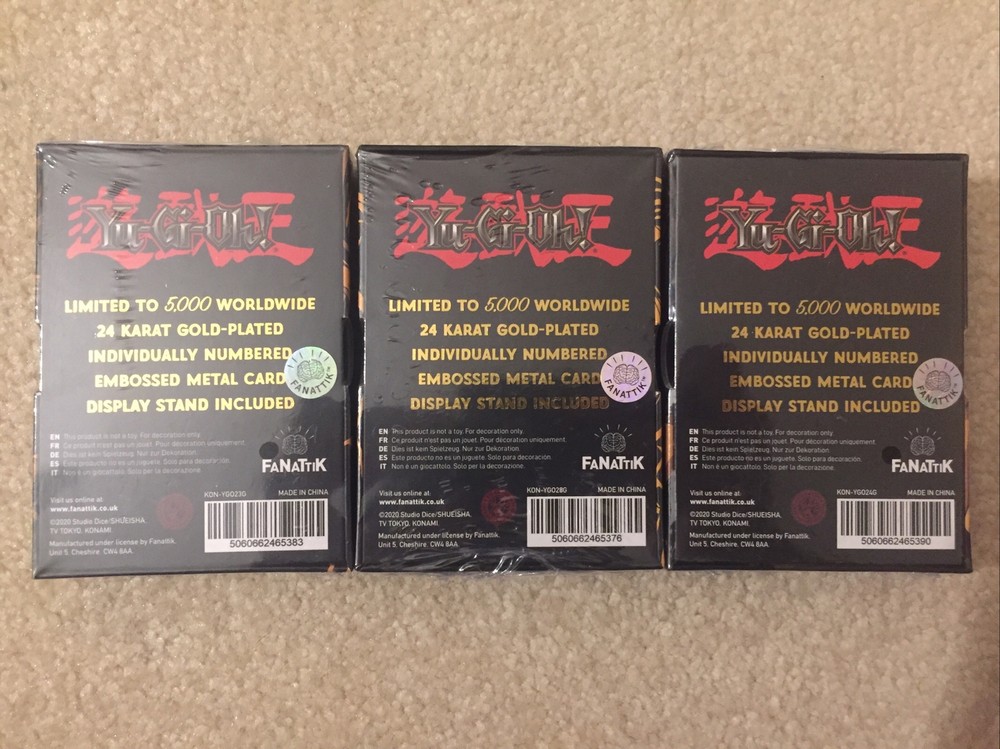 遊☆戯☆王
Yu-Gi-Oh!
LIMITED TO 5,000 WORLDWIDE
24 KARAT GOLD-PLATED
INDIVIDUALLY NUMBERED
EMBOSSED METAL CARD
DISPLAY STAND INCLUDED
FANATTIK
EN This product is not a toy. For decoration only.
FR Ce produit n'est pas un jouet. Pour décoration uniquement.
DE Dies ist kein Spielzeug. Nur zur Dekoration.
ES Este producto no es un juguete. Solo para decoración.
IT Non è un giocattolo. Solo per la decorazione.
FANATTIK
Visit us online at:
www.fanattik.co.uk
©2020 Studio Dice/SHUEISHA,
TV TOKYO, KONAMI
Manufactured under license by Fanattik.
Unit 5, Cheshire, CW4 8AA.
KON-YGO23G MADE IN CHINA
5060662465383
遊☆戯☆王
Yu-Gi-Oh!
LIMITED TO 5,000 WORLDWIDE
24 KARAT GOLD-PLATED
INDIVIDUALLY NUMBERED
EMBOSSED METAL CARD
DISPLAY STAND INCLUDED
FANATTIK
EN This product is not a toy. For decoration only.
FR Ce produit n'est pas un jouet. Pour décoration uniquement.
DE Dies ist kein Spielzeug. Nur zur Dekoration.
ES Este producto no es un juguete. Solo para decoración.
IT Non è un giocattolo. Solo per la decorazione.
FANATTIK
Visit us online at:
www.fanattik.co.uk
©2020 Studio Dice/SHUEISHA,
TV TOKYO, KONAMI
Manufactured under license by Fanattik.
Unit 5, Cheshire, CW4 8AA.
KON-YGO28G MADE IN CHINA
5060662465376
遊☆戯☆王
Yu-Gi-Oh!
LIMITED TO 5,000 WORLDWIDE
24 KARAT GOLD-PLATED
INDIVIDUALLY NUMBERED
EMBOSSED METAL CARD
DISPLAY STAND INCLUDED
FANATTIK
EN This product is not a toy. For decoration only.
FR Ce produit n'est pas un jouet. Pour décoration uniquement.
DE Dies ist kein Spielzeug. Nur zur Dekoration.
ES Este producto no es un juguete. Solo para decoración.
IT Non è un giocattolo. Solo per la decorazione.
FANATTIK
Visit us online at:
www.fanattik.co.uk
©2020 Studio Dice/SHUEISHA,
TV TOKYO, KONAMI
Manufactured under license by Fanattik.
Unit 5, Cheshire, CW4 8AA.
KON-YGO24G MADE IN CHINA
5060662465390